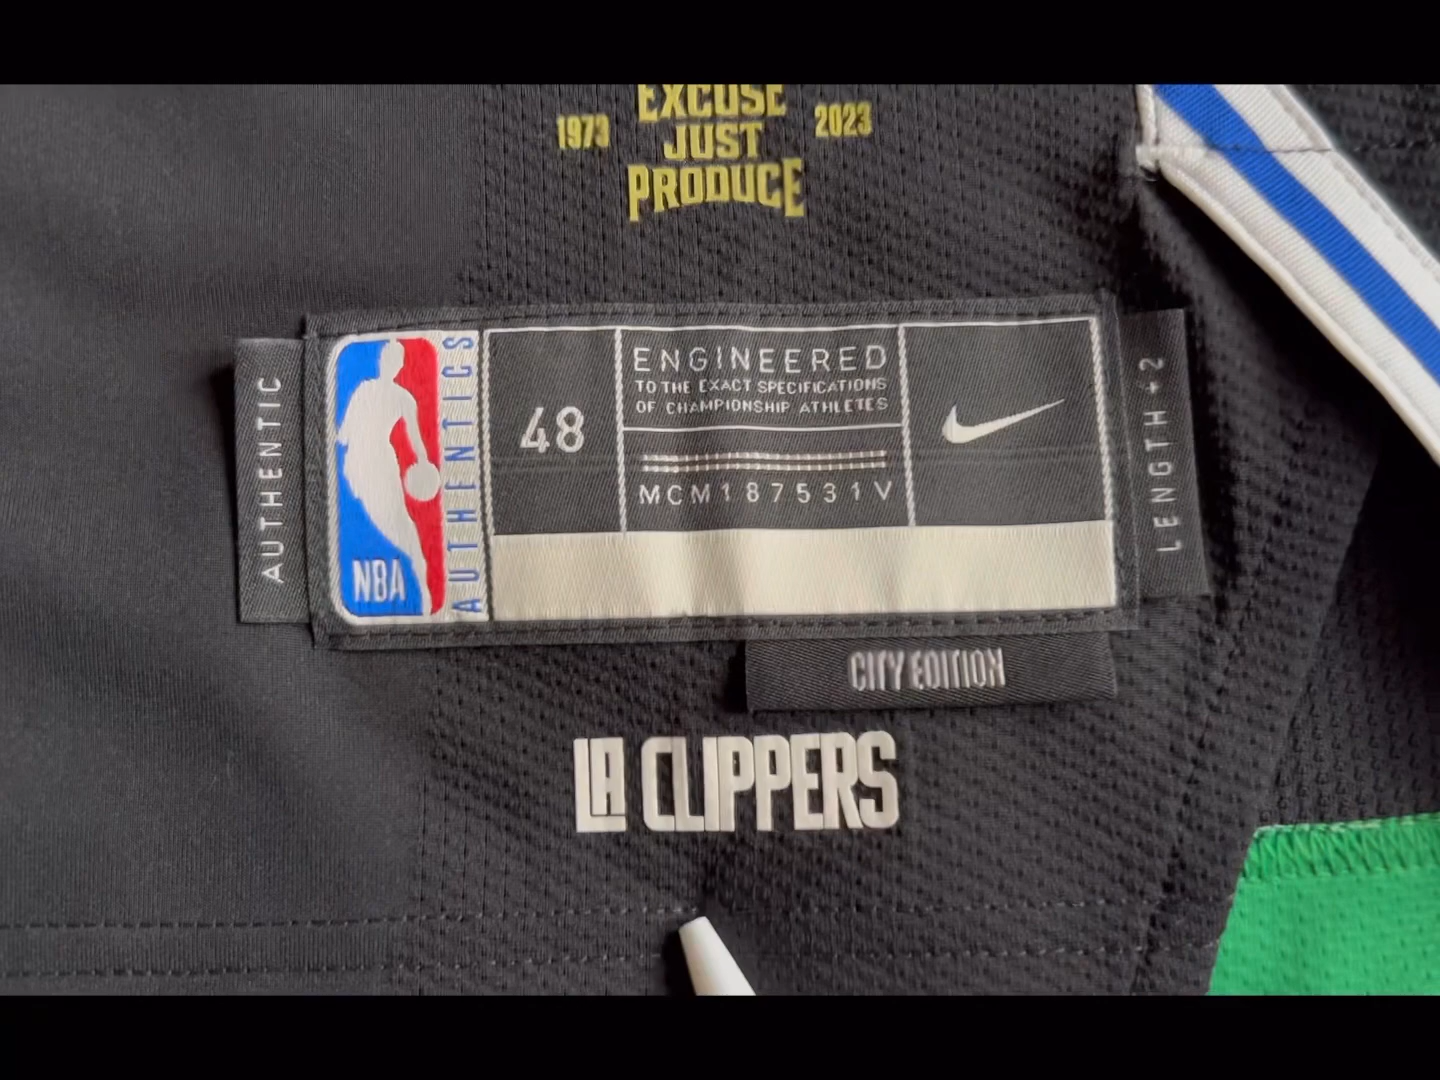 EXCUSE
1973 JUST 2023
PRODUCE
AUTHENTIC
NBA
AUTHENTICS
48
ENGINEERED
TO THE EXACT SPECIFICATIONS
OF CHAMPIONSHIP ATHLETES
MCM187531V
LENGTH +2
CITY EDITION
LA CLIPPERS